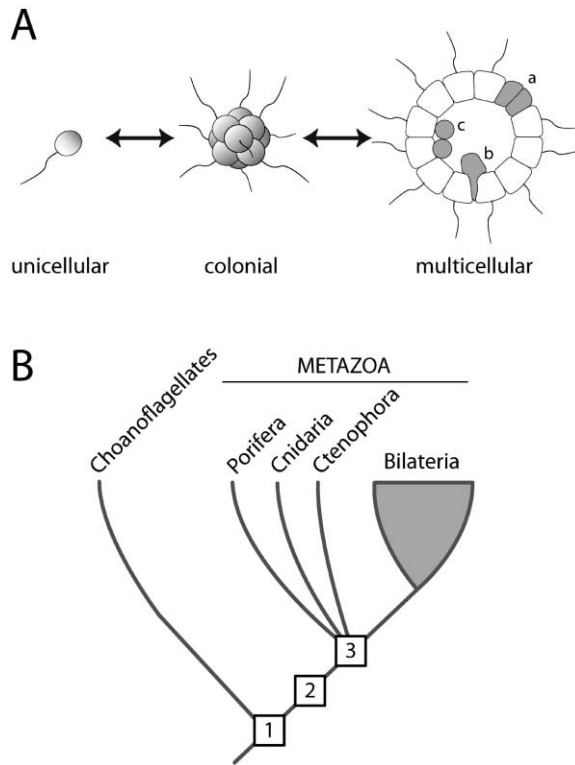 A
a
c
b
unicellular
colonial
multicellular
B
METAZOA
Choanoflagellates
Porifera
Cnidaria
Ctenophora
Bilateria
3
2
1